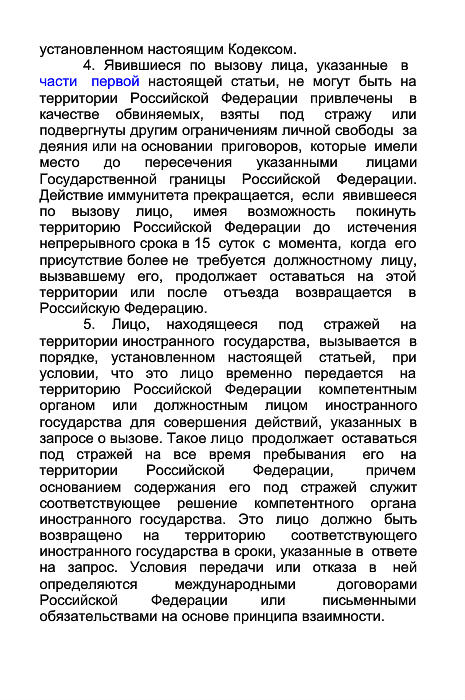 установленном настоящим Кодексом.
4. Явившиеся по вызову лица, указанные в
части первой настоящей статьи, не могут быть на
территории Российской Федерации привлечены в
качестве обвиняемых, взяты под стражу или
подвергнуты другим ограничениям личной свободы за
деяния или на основании приговоров, которые имели
место до пересечения указанными лицами
Государственной границы Российской Федерации.
Действие иммунитета прекращается, если явившееся
по вызову лицо, имея возможность покинуть
территорию Российской Федерации до истечения
непрерывного срока в 15 суток с момента, когда его
присутствие более не требуется должностному лицу,
вызвавшему его, продолжает оставаться на этой
территории или после отъезда возвращается в
Российскую Федерацию.
5. Лицо, находящееся под стражей на
территории иностранного государства, вызывается в
порядке, установленном настоящей статьей, при
условии, что это лицо временно передается на
территорию Российской Федерации компетентным
органом или должностным лицом иностранного
государства для совершения действий, указанных в
запросе о вызове. Такое лицо продолжает оставаться
под стражей на все время пребывания его на
территории Российской Федерации, причем
основанием содержания его под стражей служит
соответствующее решение компетентного органа
иностранного государства. Это лицо должно быть
возвращено на территорию соответствующего
иностранного государства в сроки, указанные в ответе
на запрос. Условия передачи или отказа в ней
определяются международными договорами
Российской Федерации или письменными
обязательствами на основе принципа взаимности.